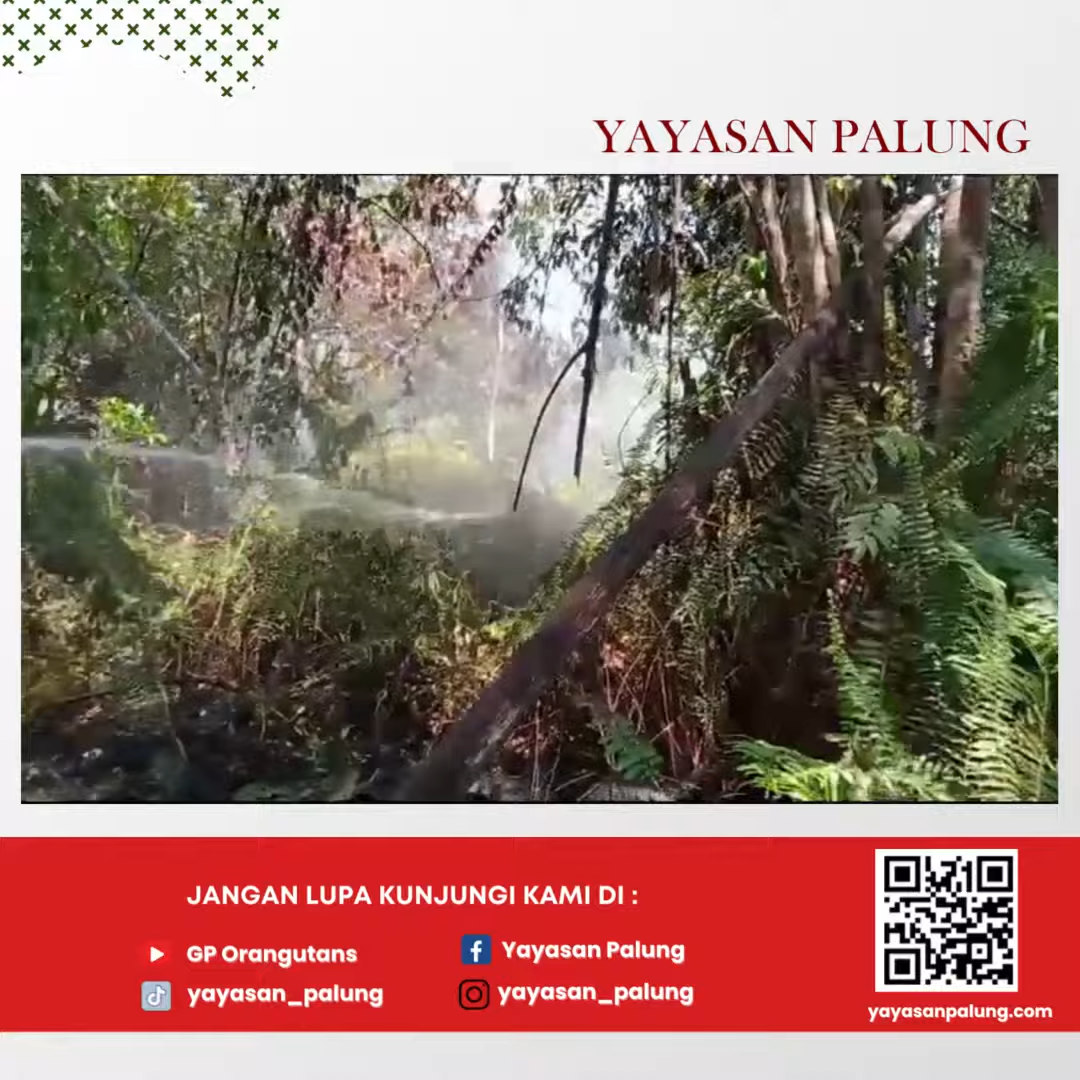 YAYASAN PALUNG
JANGAN LUPA KUNJUNGI KAMI DI :
GP Orangutans
Yayasan Palung
yayasan_palung
yayasan_palung
yayasanpalung.com